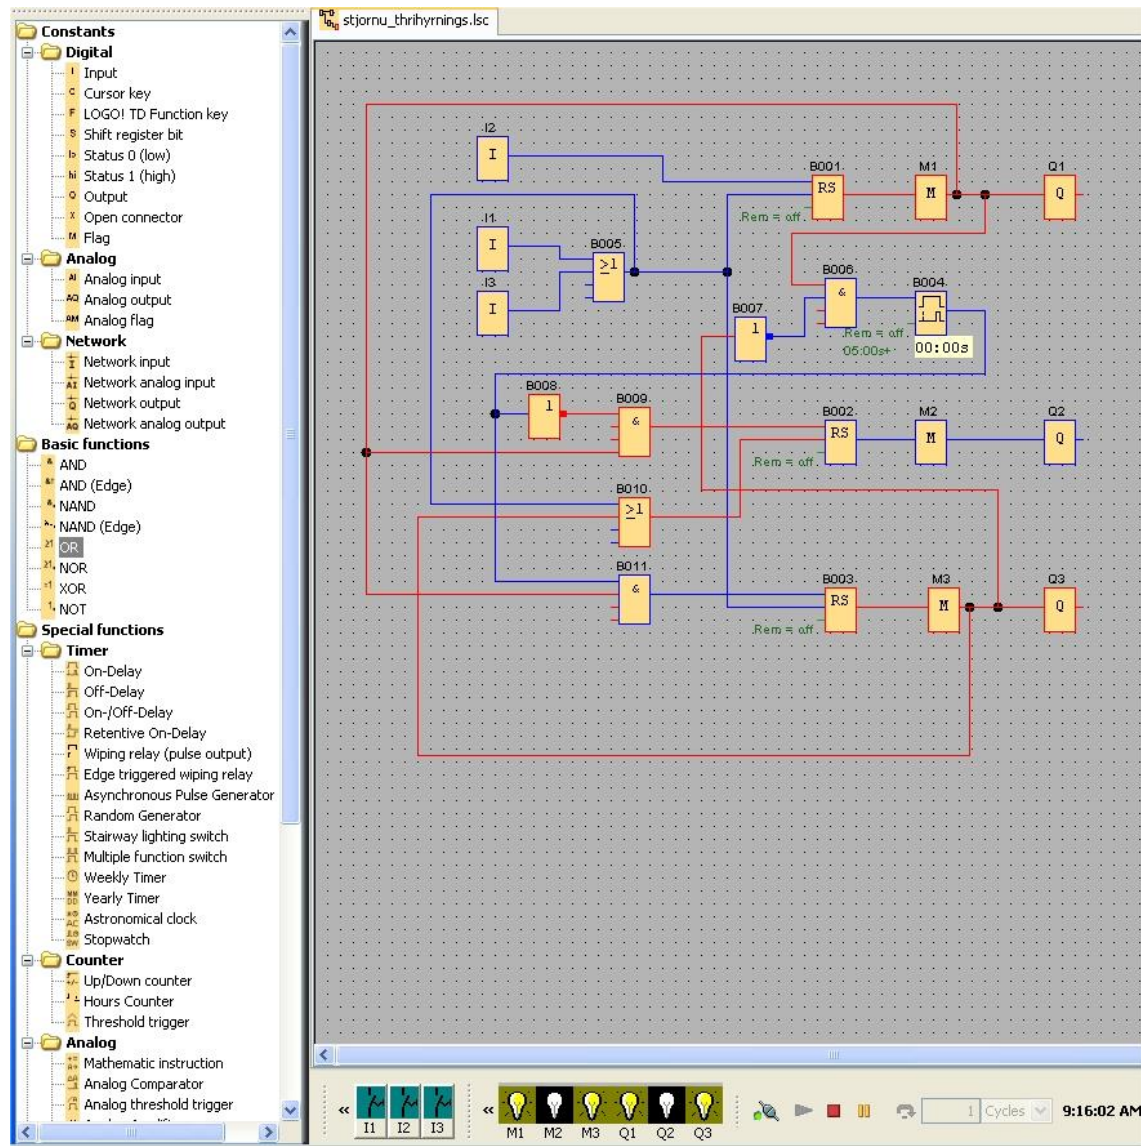 Constants
Digital
Input
Cursor key
LOGO! TD Function key
Shift register bit
Status 0 (low)
Status 1 (high)
Output
Open connector
Flag
Analog
Analog input
Analog output
Analog flag
Network
Network input
Network analog input
Network output
Network analog output
Basic functions
AND
AND (Edge)
NAND
NAND (Edge)
OR
NOR
XOR
NOT
Special functions
Timer
On-Delay
Off-Delay
On-/Off-Delay
Retentive On-Delay
Wiping relay (pulse output)
Edge triggered wiping relay
Asynchronous Pulse Generator
Random Generator
Stairway lighting switch
Multiple function switch
Weekly Timer
Yearly Timer
Astronomical clock
Stopwatch
Counter
Up/Down counter
Hours Counter
Threshold trigger
Analog
Mathematic instruction
Analog Comparator
Analog threshold trigger
stjornu_thrihyrnings.lsc
I2
I
B001
RS
Rem = off
M1
M
Q1
Q
I1
I
B005
≥1
I3
I
B006
&
B004
Rem = off
05:00s+
00:00s
B007
1
B008
1
B009
&
B002
RS
Rem = off
M2
M
Q2
Q
B010
≥1
B011
&
B003
RS
Rem = off
M3
M
Q3
Q
« I1 I2 I3
« M1 M2 M3 Q1 Q2 Q3
1 Cycles
9:16:02 AM